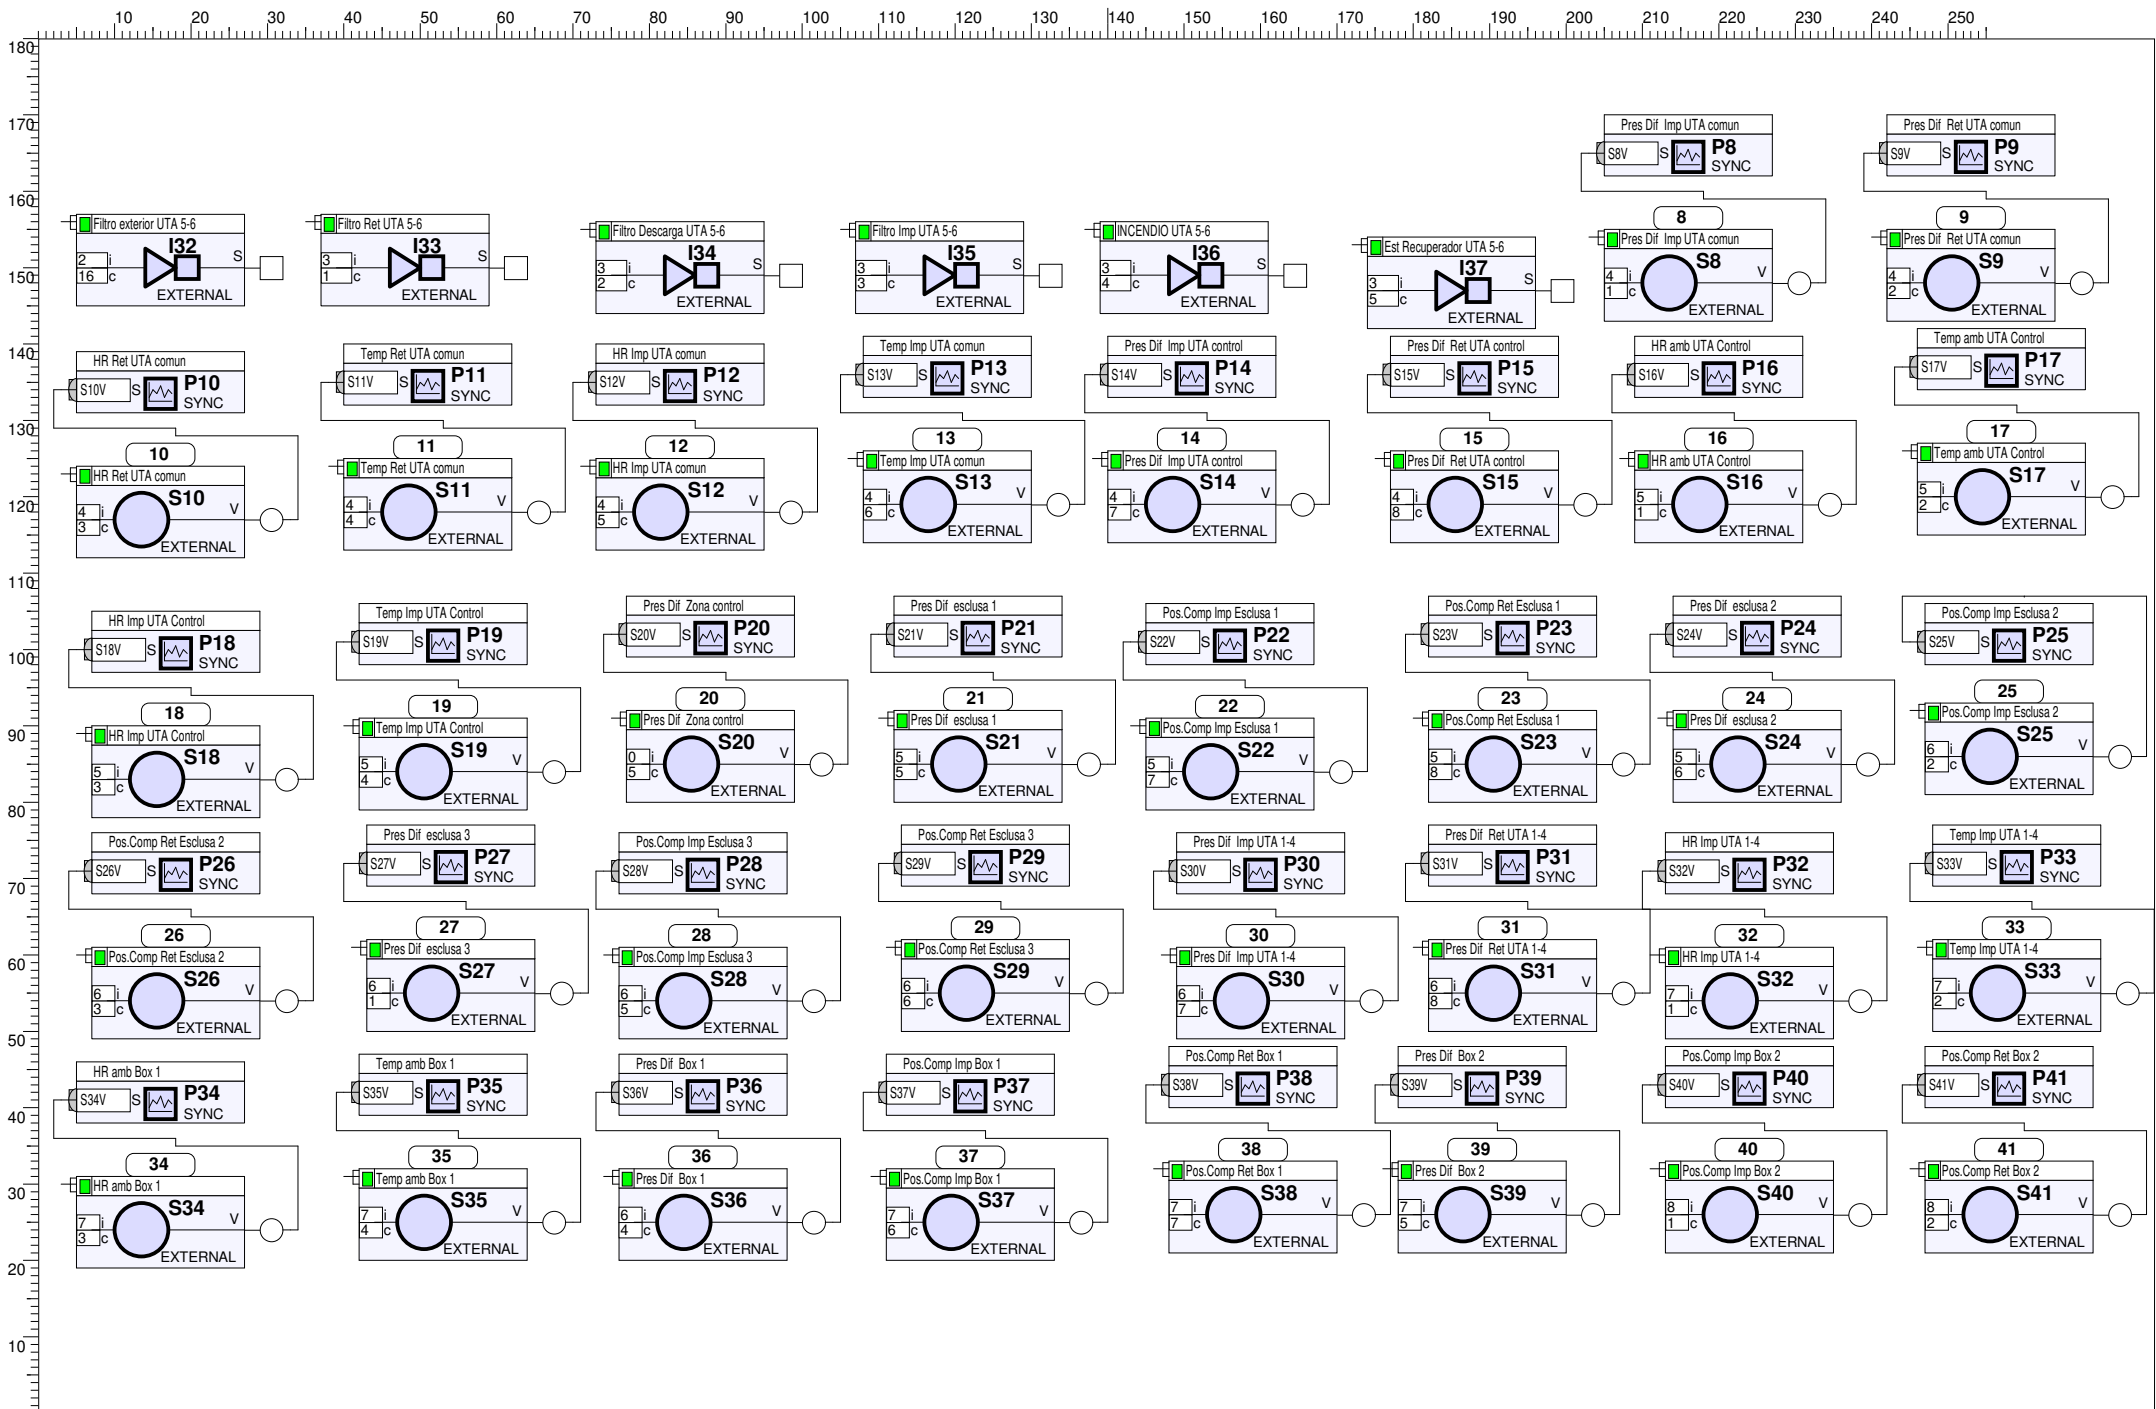 10 20 30 40 50 60 70 80 90 100 110 120 130 140 150 160 170 180 190 200 210 220 230 240 250
180
170
Pres Dif Imp UTA comun
S8V S P8
SYNC
Pres Dif Ret UTA comun
S9V S P9
SYNC
160
150
Filtro exterior UTA 5-6
I32
2 i S
16 c
EXTERNAL
Filtro Ret UTA 5-6
I33
3 i S
1 c
EXTERNAL
Filtro Descarga UTA 5-6
I34
3 i S
2 c
EXTERNAL
Filtro Imp UTA 5-6
I35
3 i S
3 c
EXTERNAL
INCENDIO UTA 5-6
I36
3 i S
4 c
EXTERNAL
Est Recuperador UTA 5-6
I37
3 i S
5 c
EXTERNAL
8
Pres Dif Imp UTA comun
S8
4 i V
1 c
EXTERNAL
9
Pres Dif Ret UTA comun
S9
4 i V
2 c
EXTERNAL
140
130
HR Ret UTA comun
S10V S P10
SYNC
Temp Ret UTA comun
S11V S P11
SYNC
HR Imp UTA comun
S12V S P12
SYNC
Temp Imp UTA comun
S13V S P13
SYNC
Pres Dif Imp UTA control
S14V S P14
SYNC
Pres Dif Ret UTA control
S15V S P15
SYNC
HR amb UTA Control
S16V S P16
SYNC
Temp amb UTA Control
S17V S P17
SYNC
120
110
10
HR Ret UTA comun
S10
4 i V
3 c
EXTERNAL
11
Temp Ret UTA comun
S11
4 i V
4 c
EXTERNAL
12
HR Imp UTA comun
S12
4 i V
5 c
EXTERNAL
13
Temp Imp UTA comun
S13
4 i V
6 c
EXTERNAL
14
Pres Dif Imp UTA control
S14
4 i V
7 c
EXTERNAL
15
Pres Dif Ret UTA control
S15
4 i V
8 c
EXTERNAL
16
HR amb UTA Control
S16
5 i V
1 c
EXTERNAL
17
Temp amb UTA Control
S17
5 i V
2 c
EXTERNAL
100
HR Imp UTA Control
S18V S P18
SYNC
Temp Imp UTA Control
S19V S P19
SYNC
Pres Dif Zona control
S20V S P20
SYNC
Pres Dif esclusa 1
S21V S P21
SYNC
Pos.Comp Imp Esclusa 1
S22V S P22
SYNC
Pos.Comp Ret Esclusa 1
S23V S P23
SYNC
Pres Dif esclusa 2
S24V S P24
SYNC
Pos.Comp Imp Esclusa 2
S25V S P25
SYNC
90
80
18
HR Imp UTA Control
S18
5 i V
3 c
EXTERNAL
19
Temp Imp UTA Control
S19
5 i V
4 c
EXTERNAL
20
Pres Dif Zona control
S20
0 i V
5 c
EXTERNAL
21
Pres Dif esclusa 1
S21
5 i V
5 c
EXTERNAL
22
Pos.Comp Imp Esclusa 1
S22
5 i V
7 c
EXTERNAL
23
Pos.Comp Ret Esclusa 1
S23
5 i V
8 c
EXTERNAL
24
Pres Dif esclusa 2
S24
5 i V
6 c
EXTERNAL
25
Pos.Comp Imp Esclusa 2
S25
6 i V
2 c
EXTERNAL
70
Pos.Comp Ret Esclusa 2
S26V S P26
SYNC
Pres Dif esclusa 3
S27V S P27
SYNC
Pos.Comp Imp Esclusa 3
S28V S P28
SYNC
Pos.Comp Ret Esclusa 3
S29V S P29
SYNC
Pres Dif Imp UTA 1-4
S30V S P30
SYNC
Pres Dif Ret UTA 1-4
S31V S P31
SYNC
HR Imp UTA 1-4
S32V S P32
SYNC
Temp Imp UTA 1-4
S33V S P33
SYNC
60
50
26
Pos.Comp Ret Esclusa 2
S26
6 i V
3 c
EXTERNAL
27
Pres Dif esclusa 3
S27
6 i V
1 c
EXTERNAL
28
Pos.Comp Imp Esclusa 3
S28
6 i V
5 c
EXTERNAL
29
Pos.Comp Ret Esclusa 3
S29
6 i V
6 c
EXTERNAL
30
Pres Dif Imp UTA 1-4
S30
6 i V
7 c
EXTERNAL
31
Pres Dif Ret UTA 1-4
S31
6 i V
8 c
EXTERNAL
32
HR Imp UTA 1-4
S32
7 i V
1 c
EXTERNAL
33
Temp Imp UTA 1-4
S33
7 i V
2 c
EXTERNAL
40
HR amb Box 1
S34V S P34
SYNC
Temp amb Box 1
S35V S P35
SYNC
Pres Dif Box 1
S36V S P36
SYNC
Pos.Comp Imp Box 1
S37V S P37
SYNC
Pos.Comp Ret Box 1
S38V S P38
SYNC
Pres Dif Box 2
S39V S P39
SYNC
Pos.Comp Imp Box 2
S40V S P40
SYNC
Pos.Comp Ret Box 2
S41V S P41
SYNC
30
20
34
HR amb Box 1
S34
7 i V
3 c
EXTERNAL
35
Temp amb Box 1
S35
7 i V
4 c
EXTERNAL
36
Pres Dif Box 1
S36
6 i V
4 c
EXTERNAL
37
Pos.Comp Imp Box 1
S37
7 i V
6 c
EXTERNAL
38
Pos.Comp Ret Box 1
S38
7 i V
7 c
EXTERNAL
39
Pres Dif Box 2
S39
7 i V
5 c
EXTERNAL
40
Pos.Comp Imp Box 2
S40
8 i V
1 c
EXTERNAL
41
Pos.Comp Ret Box 2
S41
8 i V
2 c
EXTERNAL
10